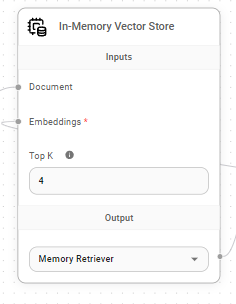 In-Memory Vector Store
Inputs
Document
Embeddings *
Top K
4
Output
Memory Retriever